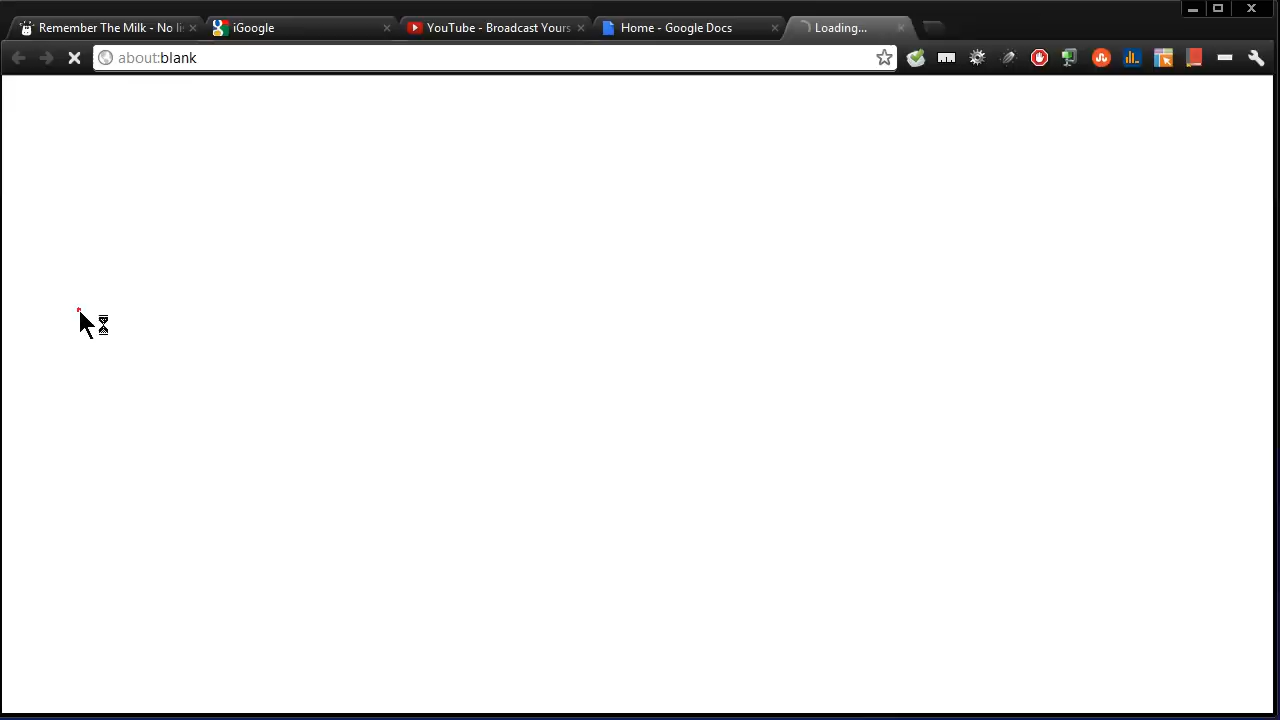 Remember The Milk - No li
iGoogle
YouTube - Broadcast Yours
Home - Google Docs
Loading...
about:blank